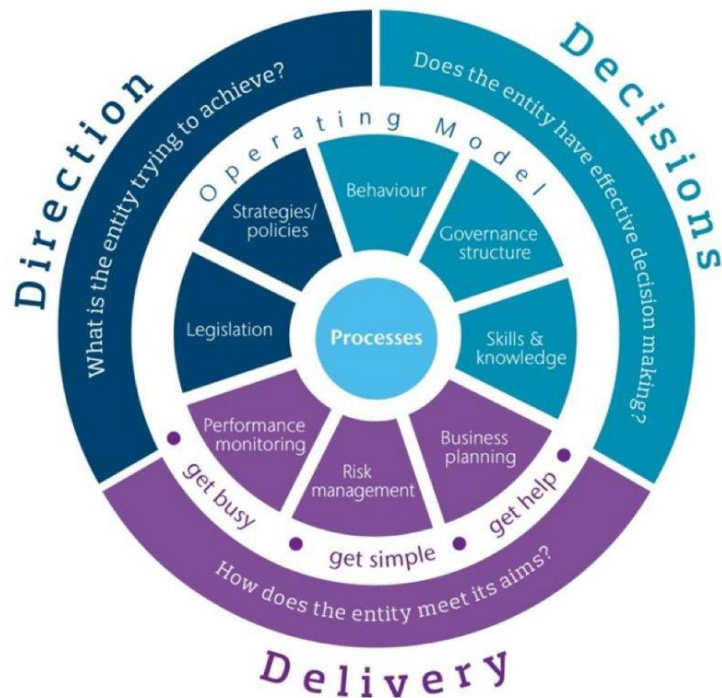 Direction
What is the entity trying to achieve?
Decisions
Does the entity have effective decision making?
Operating Model
Strategies/
policies
Behaviour
Governance
structure
Legislation
Processes
Skills &
knowledge
Performance
monitoring
Risk
management
Business
planning
• get busy
• get simple
• get help •
How does the entity meet its aims?
Delivery